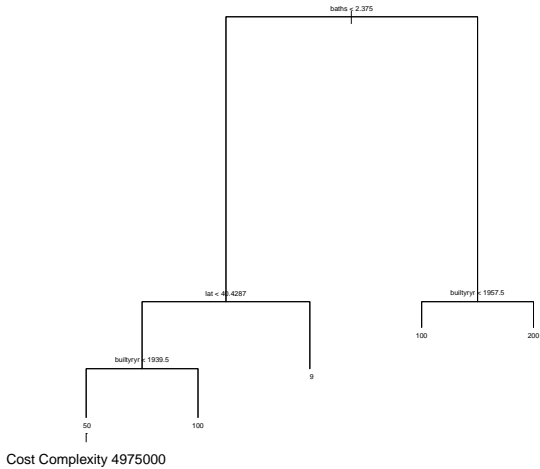 baths < 2.375
lat < 40.4287
builtyryr < 1957.5
100
200
builtyryr < 1939.5
9
50
100
Cost Complexity 4975000